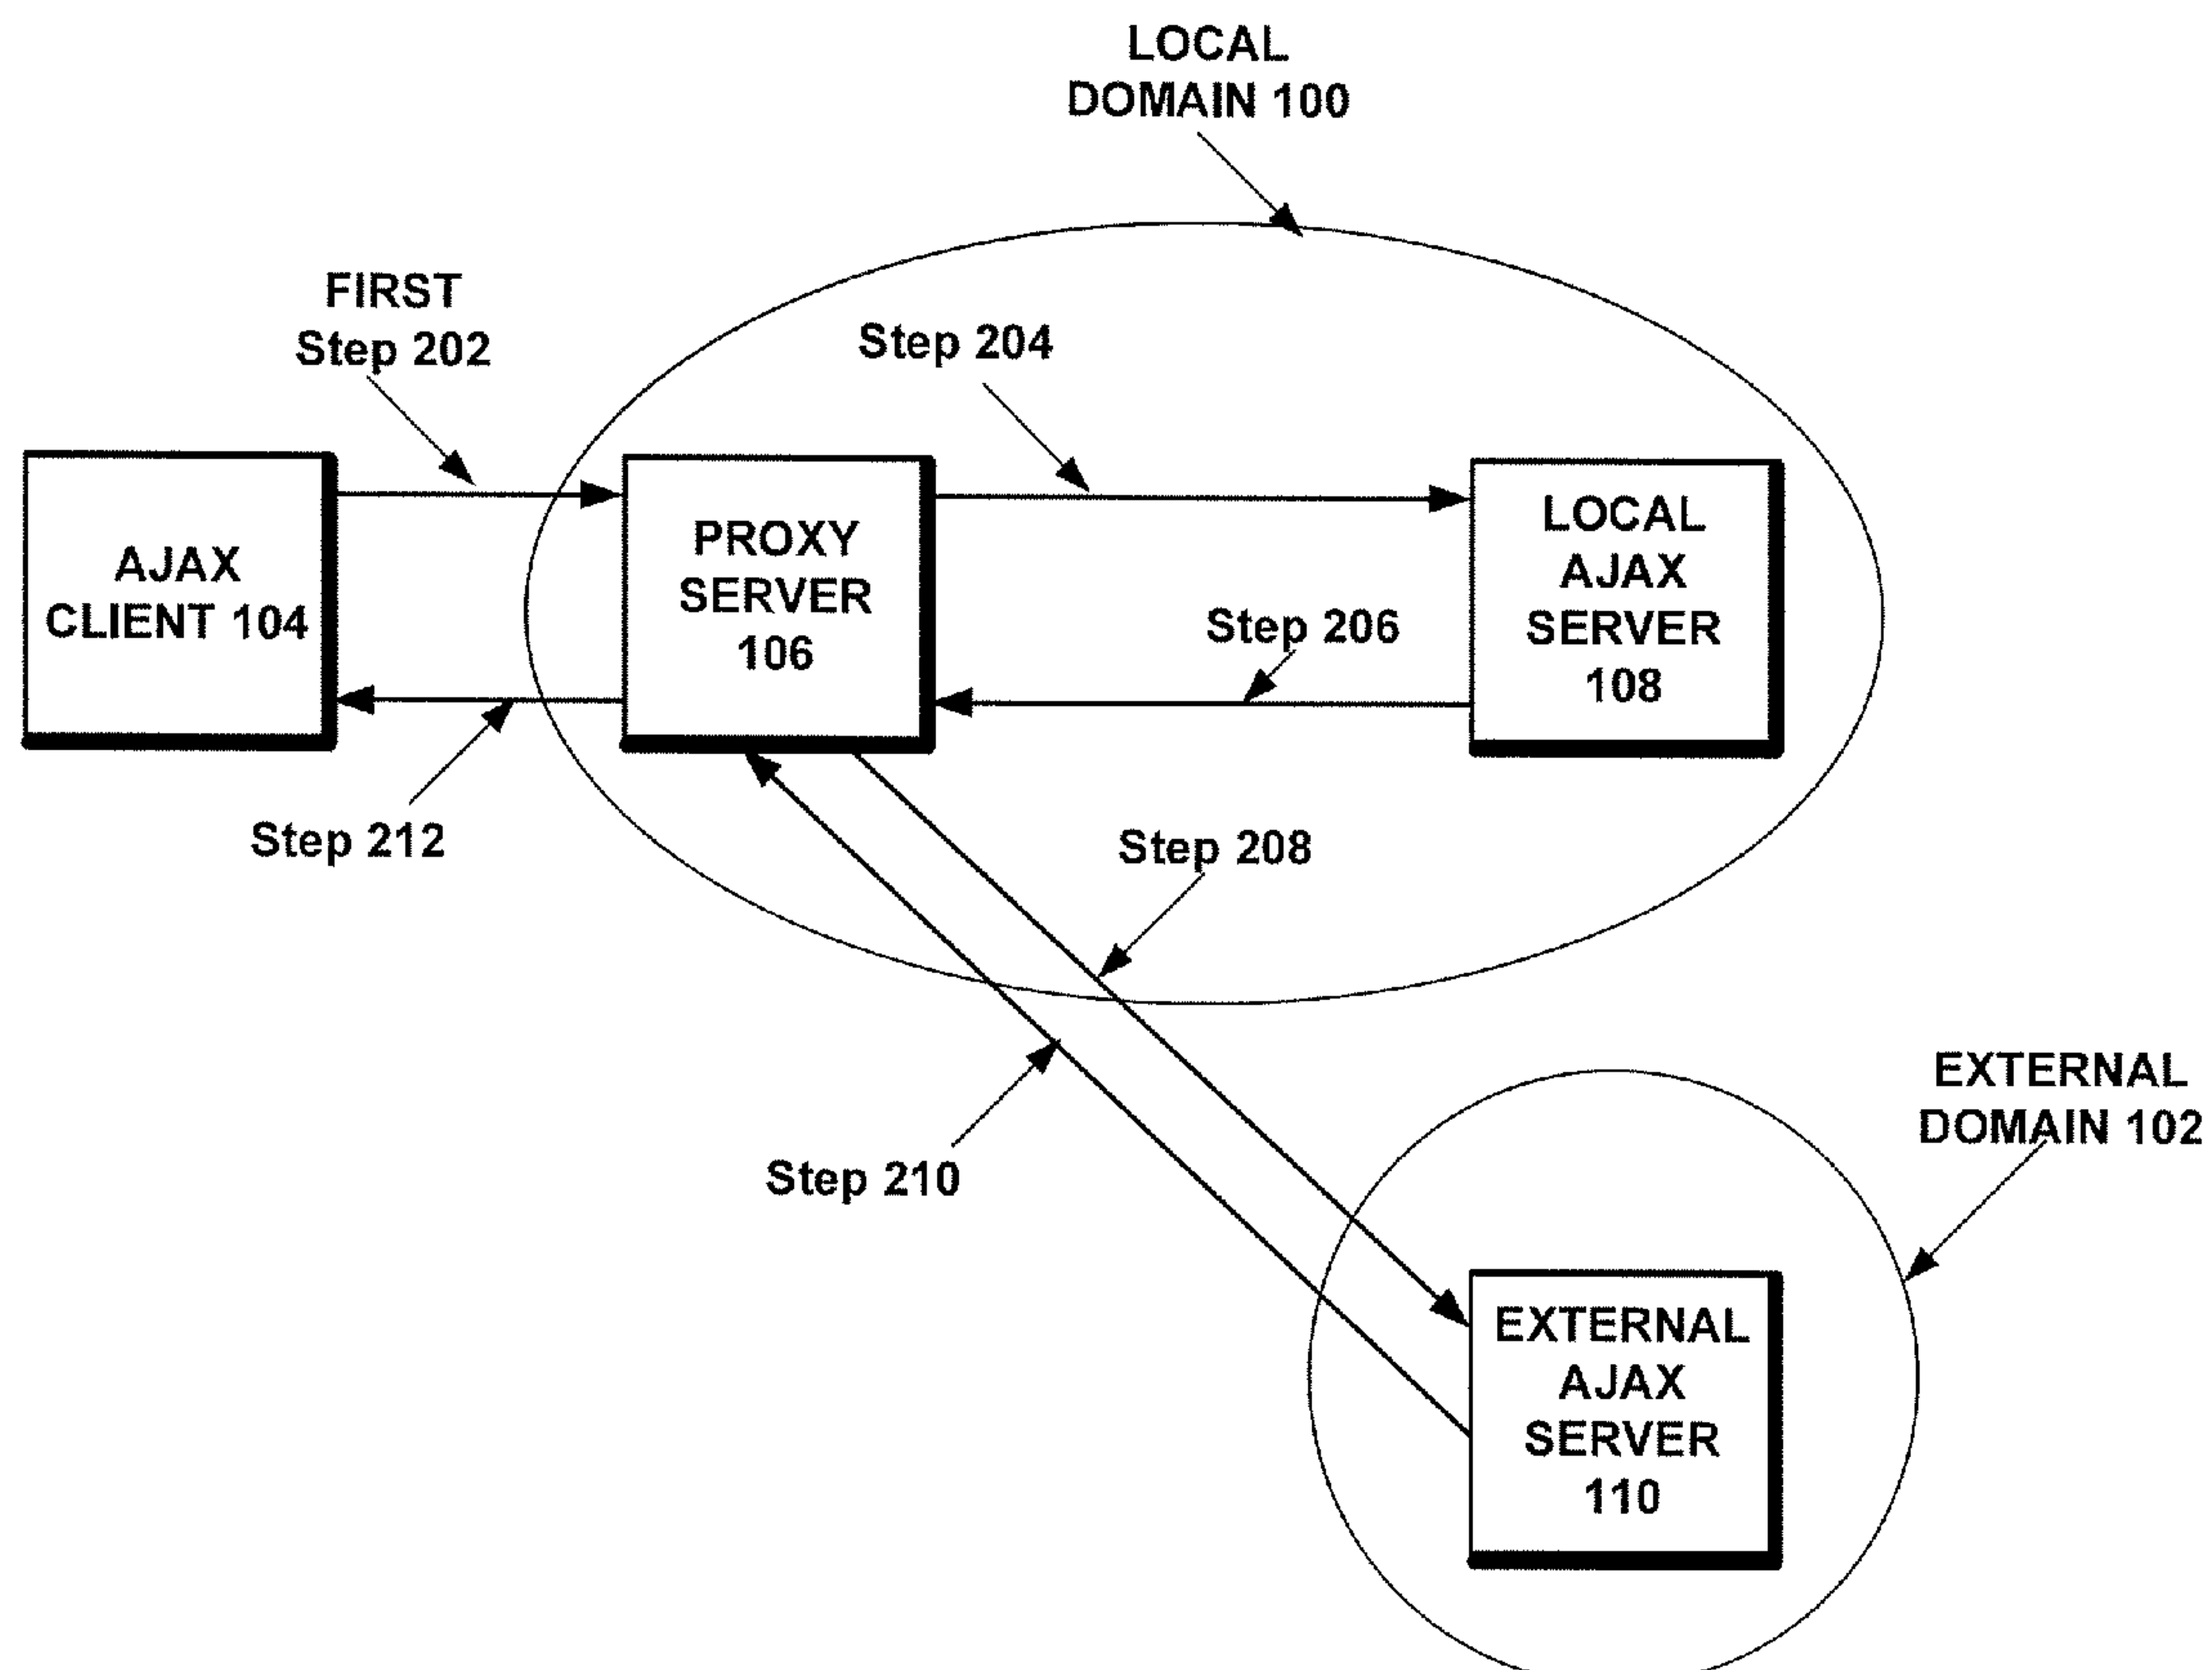 LOCAL
DOMAIN 100
FIRST
Step 202
Step 204
AJAX
CLIENT 104
PROXY
SERVER
106
LOCAL
AJAX
SERVER
108
Step 206
Step 212
Step 208
Step 210
EXTERNAL
DOMAIN 102
EXTERNAL
AJAX
SERVER
110